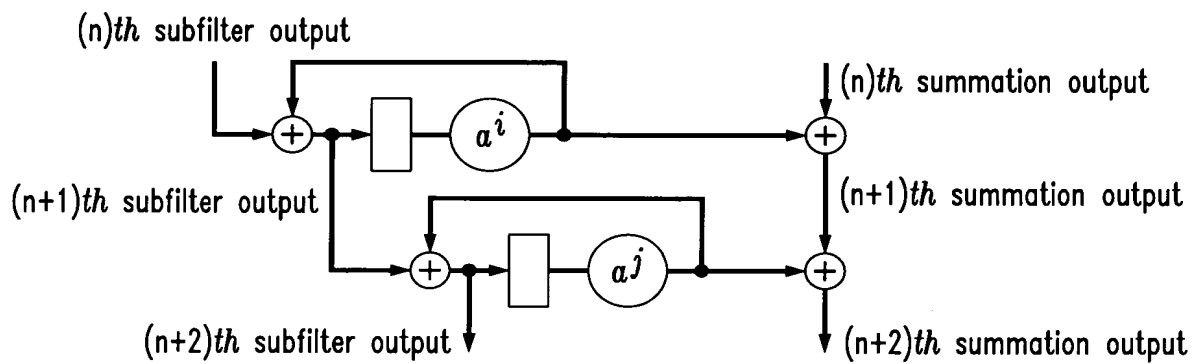 (n)th subfilter output
(n)th summation output
+
a^i
+
(n+1)th subfilter output
(n+1)th summation output
+
a^j
+
(n+2)th subfilter output
(n+2)th summation output